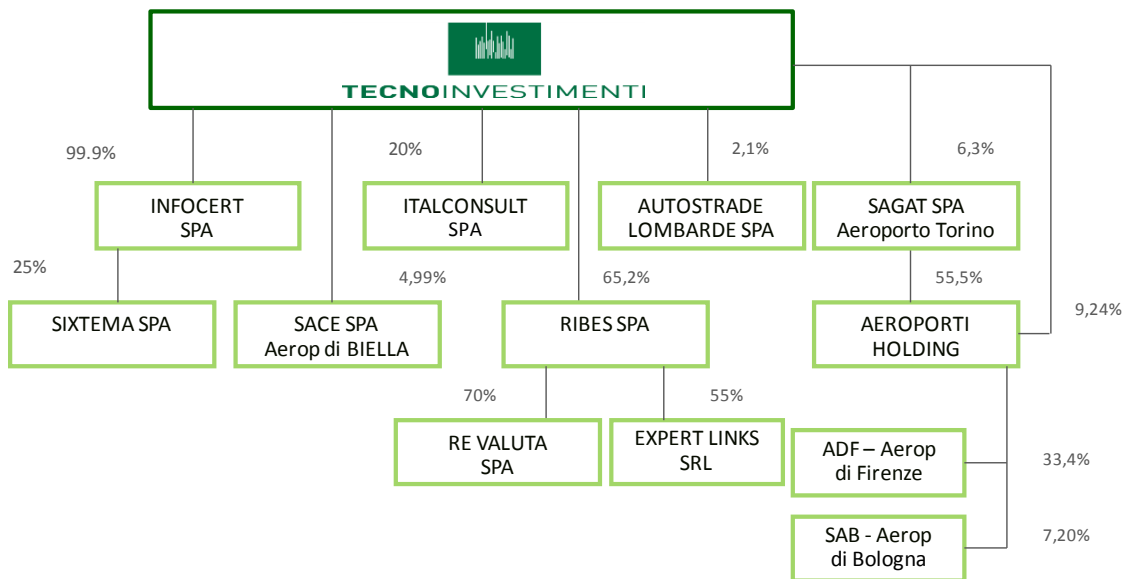 TECNOINVESTIMENTI
99.9%
20%
2,1%
6,3%
INFOCERT
SPA
ITALCONSULT
SPA
AUTOSTRADE
LOMBARDE SPA
SAGAT SPA
Aeroporto Torino
25%
4,99%
65,2%
55,5%
9,24%
SIXTEMA SPA
SACE SPA
Aerop di BIELLA
RIBES SPA
AEROPORTI
HOLDING
70%
55%
RE VALUTA
SPA
EXPERT LINKS
SRL
ADF – Aerop
di Firenze
33,4%
SAB - Aerop
di Bologna
7,20%